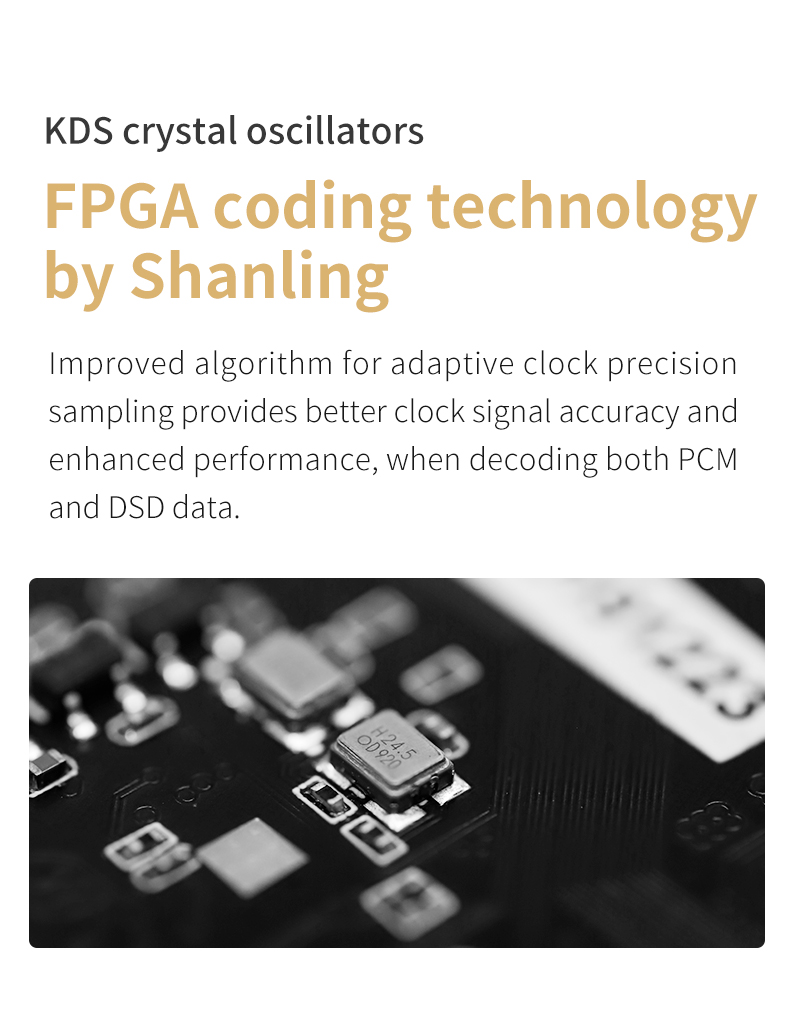 KDS crystal oscillators
FPGA coding technology
by Shanling
Improved algorithm for adaptive clock precision
sampling provides better clock signal accuracy and
enhanced performance, when decoding both PCM
and DSD data.
H24.5
OD920